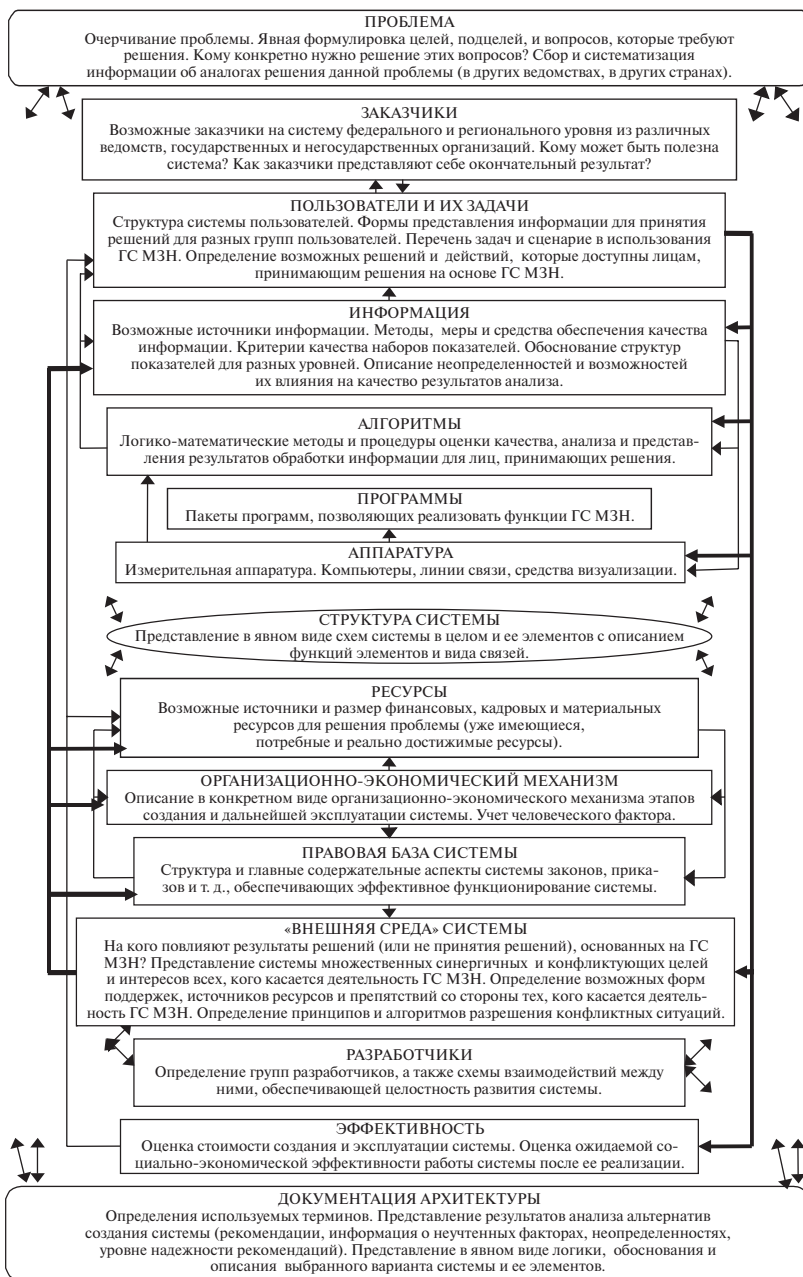 ПРОБЛЕМА
Очерчивание проблемы. Явная формулировка целей, подцелей, и вопросов, которые требуют
решения. Кому конкретно нужно решение этих вопросов? Сбор и систематизация
информации об аналогах решения данной проблемы (в других ведомствах, в других странах).
ЗАКАЗЧИКИ
Возможные заказчики на систему федерального и регионального уровня из различных
ведомств, государственных и негосударственных организаций. Кому может быть полезна
система? Как заказчики представляют себе окончательный результат?
ПОЛЬЗОВАТЕЛИ И ИХ ЗАДАЧИ
Структура системы пользователей. Формы представления информации для принятия
решений для разных групп пользователей. Перечень задач и сценарие в использования
ГС МЗН. Определение возможных решений и действий, которые доступны лицам,
принимающим решения на основе ГС МЗН.
ИНФОРМАЦИЯ
Возможные источники информации. Методы, меры и средства обеспечения качества
информации. Критерии качества наборов показателей. Обоснование структур
показателей для разных уровней. Описание неопределенностей и возможностей
их влияния на качество результатов анализа.
АЛГОРИТМЫ
Логико-математические методы и процедуры оценки качества, анализа и представ-
ления результатов обработки информации для лиц, принимающих решения.
ПРОГРАММЫ
Пакеты программ, позволяющих реализовать функции ГС МЗН.
АППАРАТУРА
Измерительная аппаратура. Компьютеры, линии связи, средства визуализации.
СТРУКТУРА СИСТЕМЫ
Представление в явном виде схем системы в целом и ее элементов с описанием
функций элементов и вида связей.
РЕСУРСЫ
Возможные источники и размер финансовых, кадровых и материальных
ресурсов для решения проблемы (уже имеющиеся,
потребные и реально достижимые ресурсы).
ОРГАНИЗАЦИОННО-ЭКОНОМИЧЕСКИЙ МЕХАНИЗМ
Описание в конкретном виде организационно-экономического механизма этапов
создания и дальнейшей эксплуатации системы. Учет человеческого фактора.
ПРАВОВАЯ БАЗА СИСТЕМЫ
Структура и главные содержательные аспекты системы законов, прика-
зов и т. д., обеспечивающих эффективное функционирование системы.
«ВНЕШНЯЯ СРЕДА» СИСТЕМЫ
На кого повлияют результаты решений (или не принятия решений), основанных на ГС
МЗН? Представление системы множественных синергичных и конфликтующих целей
и интересов всех, кого касается деятельность ГС МЗН. Определение возможных форм
поддержек, источников ресурсов и препятствий со стороны тех, кого касается деятель-
ность ГС МЗН. Определение принципов и алгоритмов разрешения конфликтных ситуаций.
РАЗРАБОТЧИКИ
Определение групп разработчиков, а также схемы взаимодействий между
ними, обеспечивающей целостность развития системы.
ЭФФЕКТИВНОСТЬ
Оценка стоимости создания и эксплуатации системы. Оценка ожидаемой со-
циально-экономической эффективности работы системы после ее реализации.
ДОКУМЕНТАЦИЯ АРХИТЕКТУРЫ
Определения используемых терминов. Представление результатов анализа альтернатив
создания системы (рекомендации, информация о неучтенных факторах, неопределенностях,
уровне надежности рекомендаций). Представление в явном виде логики, обоснования и
описания выбранного варианта системы и ее элементов.